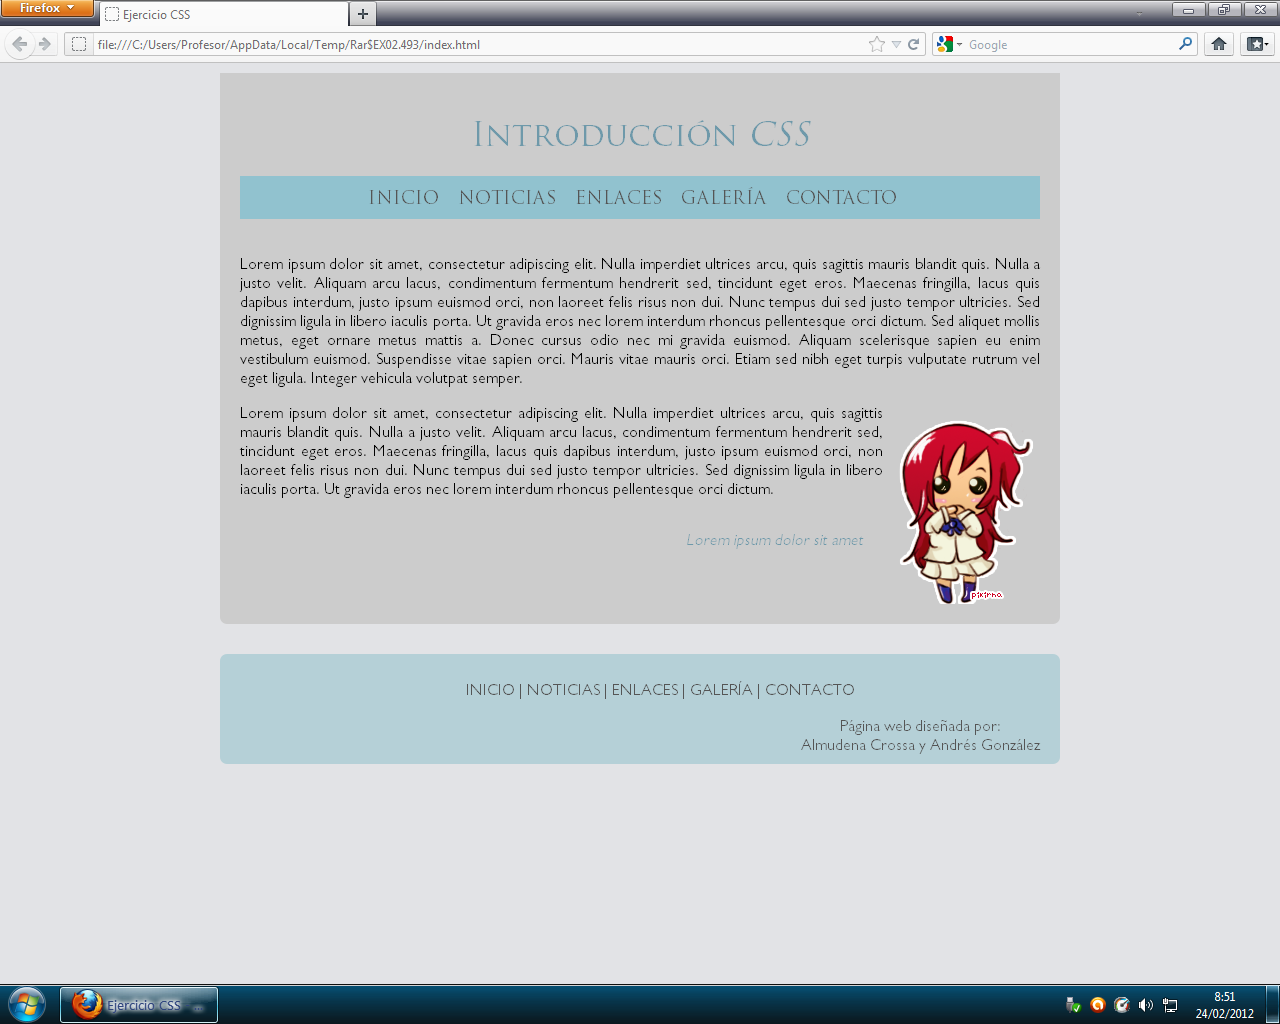 Firefox
Ejercicio CSS
file:///C:/Users/Profesor/AppData/Local/Temp/Rar$EX02.493/index.html
Google
Introducción CSS
INICIO NOTICIAS ENLACES GALERÍA CONTACTO
Lorem ipsum dolor sit amet, consectetur adipiscing elit. Nulla imperdiet ultrices arcu, quis sagittis mauris blandit quis. Nulla a
justo velit. Aliquam arcu lacus, condimentum fermentum hendrerit sed, tincidunt eget eros. Maecenas fringilla, lacus quis
dapibus interdum, justo ipsum euismod orci, non laoreet felis risus non dui. Nunc tempus dui sed justo tempor ultricies. Sed
dignissim ligula in libero iaculis porta. Ut gravida eros nec lorem interdum rhoncus pellentesque orci dictum. Sed aliquet mollis
metus, eget ornare metus mattis a. Donec cursus odio nec mi gravida euismod. Aliquam scelerisque sapien eu enim
vestibulum euismod. Suspendisse vitae sapien orci. Mauris vitae mauris orci. Etiam sed nibh eget turpis vulputate rutrum vel
eget ligula. Integer vehicula volutpat semper.
Lorem ipsum dolor sit amet, consectetur adipiscing elit. Nulla imperdiet ultrices arcu, quis sagittis
mauris blandit quis. Nulla a justo velit. Aliquam arcu lacus, condimentum fermentum hendrerit sed,
tincidunt eget eros. Maecenas fringilla, lacus quis dapibus interdum, justo ipsum euismod orci, non
laoreet felis risus non dui. Nunc tempus dui sed justo tempor ultricies. Sed dignissim ligula in libero
iaculis porta. Ut gravida eros nec lorem interdum rhoncus pellentesque orci dictum.
Lorem ipsum dolor sit amet
INICIO | NOTICIAS | ENLACES | GALERÍA | CONTACTO
Página web diseñada por:
Almudena Crossa y Andrés González
Ejercicio CSS
8:51
24/02/2012